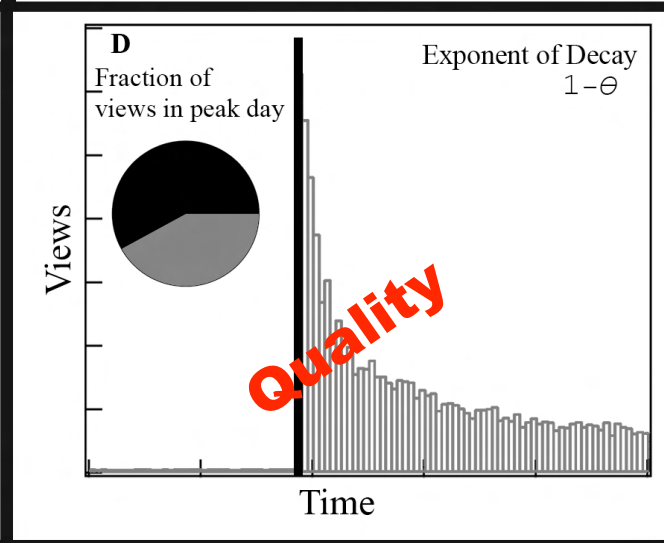 D
Fraction of
views in peak day
Exponent of Decay
1-θ
Views
Quality
Time